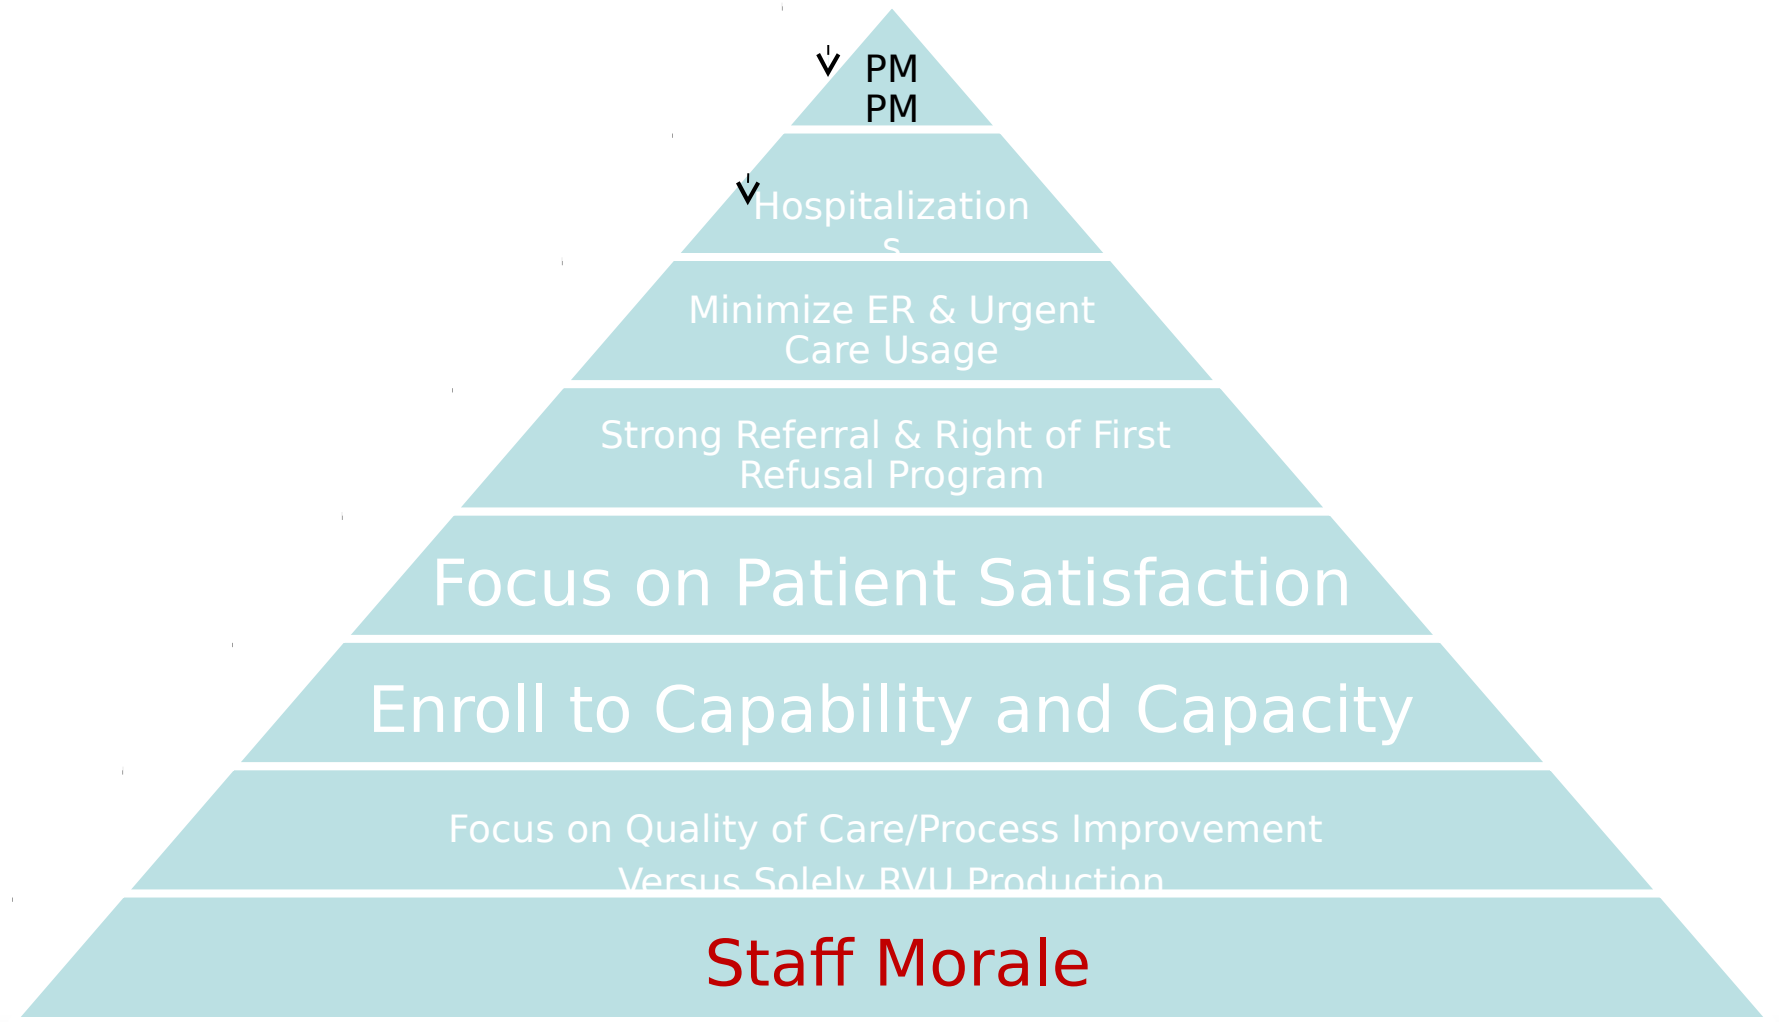 PM
PM
Hospitalization
s
Minimize ER & Urgent
Care Usage
Strong Referral & Right of First
Refusal Program
Focus on Patient Satisfaction
Enroll to Capability and Capacity
Focus on Quality of Care/Process Improvement
Versus Solely RVU Production
Staff Morale